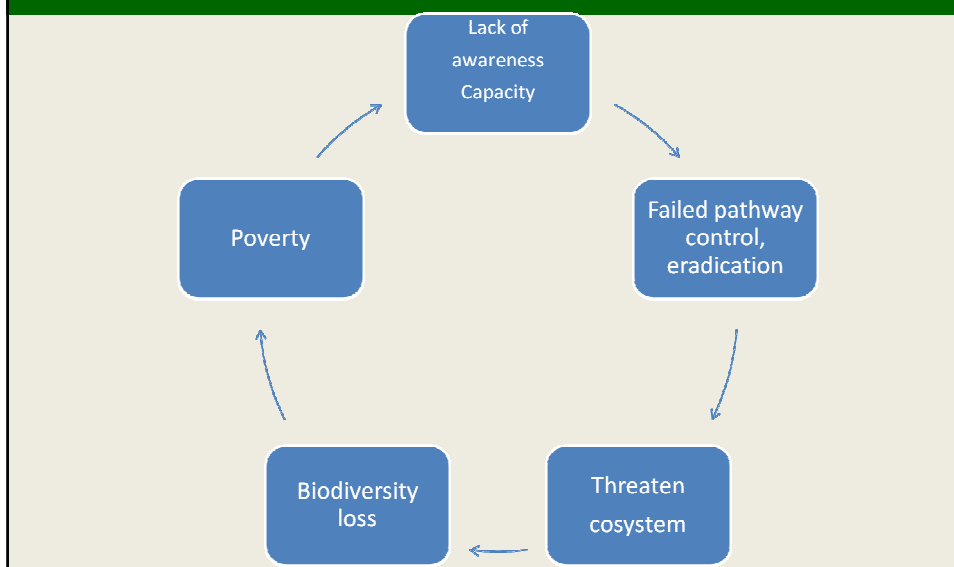 Lack of
awareness
Capacity
Failed pathway
control,
eradication
Threaten
cosystem
Biodiversity
loss
Poverty